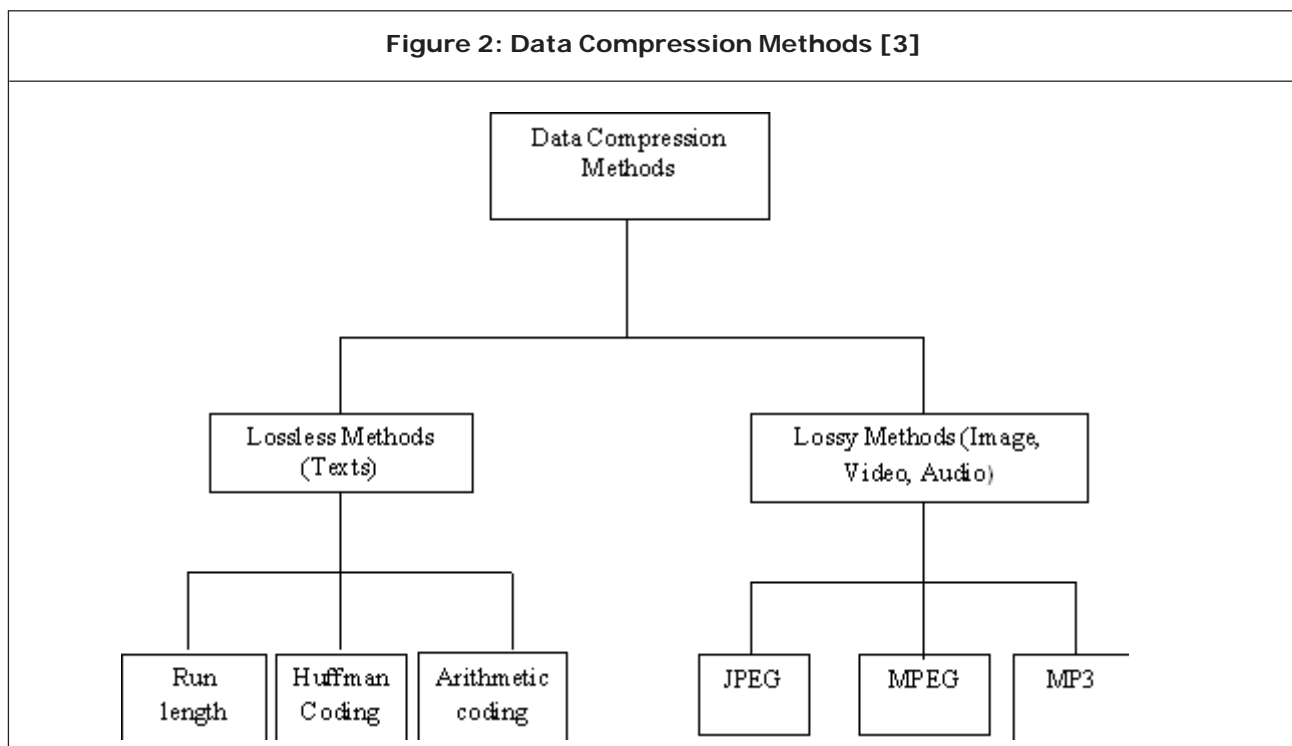 Figure 2: Data Compression Methods [3]
Data Compression
Methods
Lossless Methods
(Texts)
Lossy Methods (Image,
Video, Audio)
Run
length
Huffman
Coding
Arithmetic
coding
JPEG
MPEG
MP3